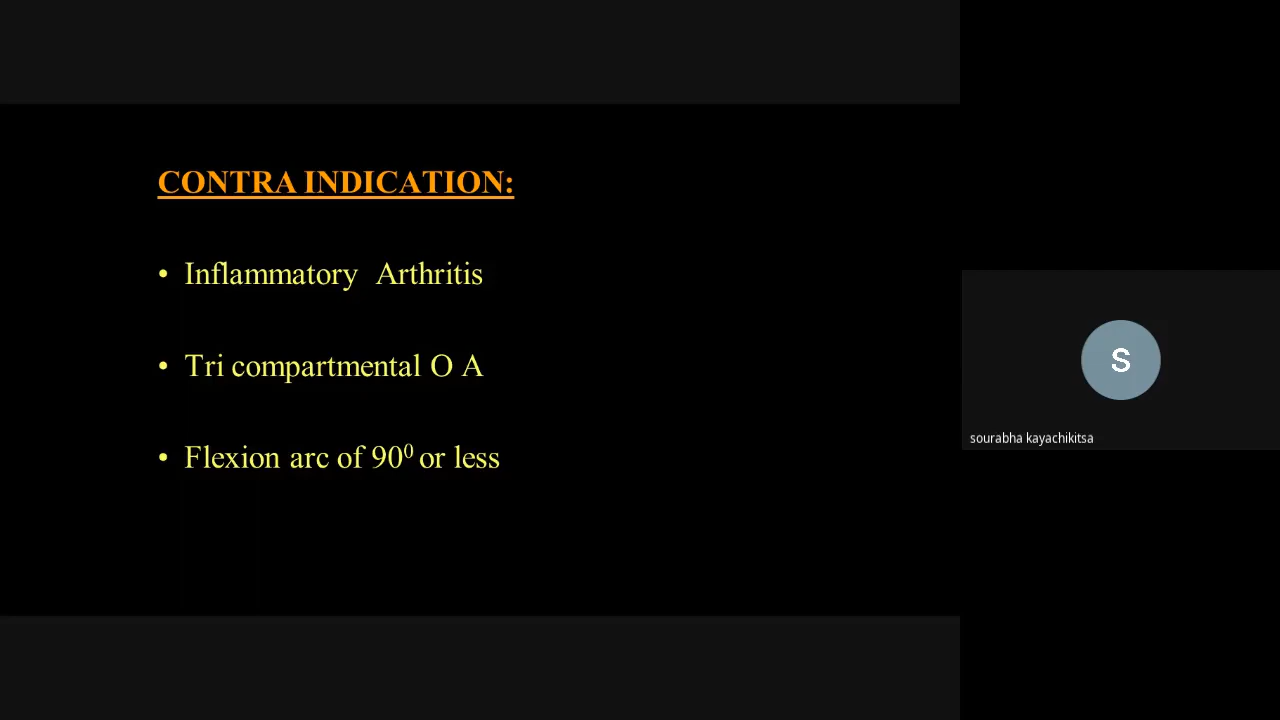 CONTRA INDICATION:
• Inflammatory Arthritis
• Tri compartmental O A
• Flexion arc of 90⁰ or less
S
sourabha kayachikitsa